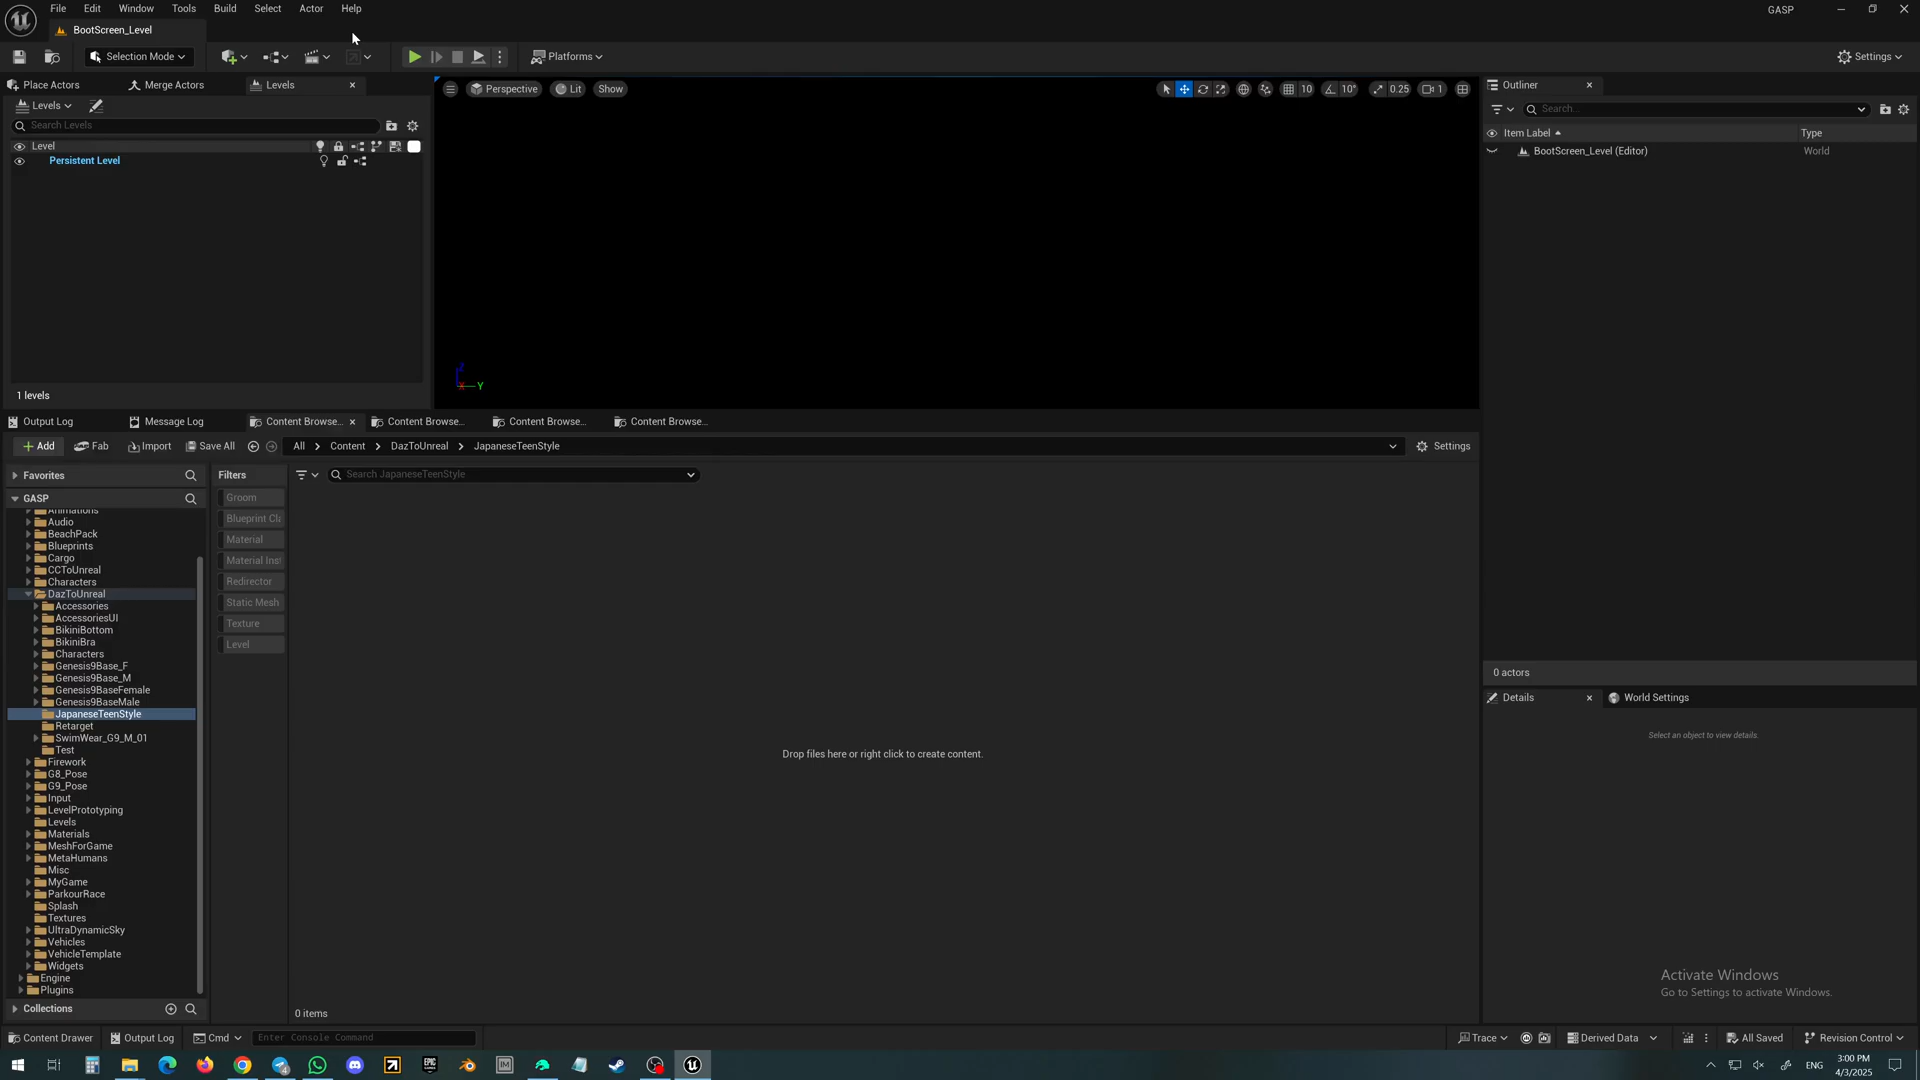 File Edit Window Tools Build Select Actor Help
GASP
BootScreen_Level
Selection Mode
Platforms
Settings
Place Actors
Merge Actors
Levels
Levels
Search Levels
Level
Persistent Level
1 levels
Perspective
Lit
Show
10
10°
0.25
1
Outliner
Search...
Item Label
Type
BootScreen_Level (Editor)
World
0 actors
Details
World Settings
Select an object to view details.
Output Log
Message Log
Content Browse...
Content Browse...
Content Browse...
Content Browse...
Add
Fab
Import
Save All
All > Content > DazToUnreal > JapaneseTeenStyle
Settings
Favorites
GASP
Animations
Audio
BeachPack
Blueprints
Cargo
CCToUnreal
Characters
DazToUnreal
Accessories
AccessoriesUI
BikiniBottom
BikiniBra
Characters
Genesis9Base_F
Genesis9Base_M
Genesis9BaseFemale
Genesis9BaseMale
JapaneseTeenStyle
Retarget
SwimWear_G9_M_01
Test
Firework
G8_Pose
G9_Pose
Input
LevelPrototyping
Levels
Materials
MeshForGame
MetaHumans
Misc
MyGame
ParkourRace
Splash
Textures
UltraDynamicSky
Vehicles
VehicleTemplate
Widgets
Engine
Plugins
Collections
Filters
Groom
Blueprint Cl
Material
Material Ins
Redirector
Static Mesh
Texture
Level
Search JapaneseTeenStyle
Drop files here or right click to create content.
0 items
Activate Windows
Go to Settings to activate Windows.
Content Drawer
Output Log
Cmd
Enter Console Command
Trace
Derived Data
All Saved
Revision Control
ENG
3:00 PM
4/3/2025
X
Y
Z